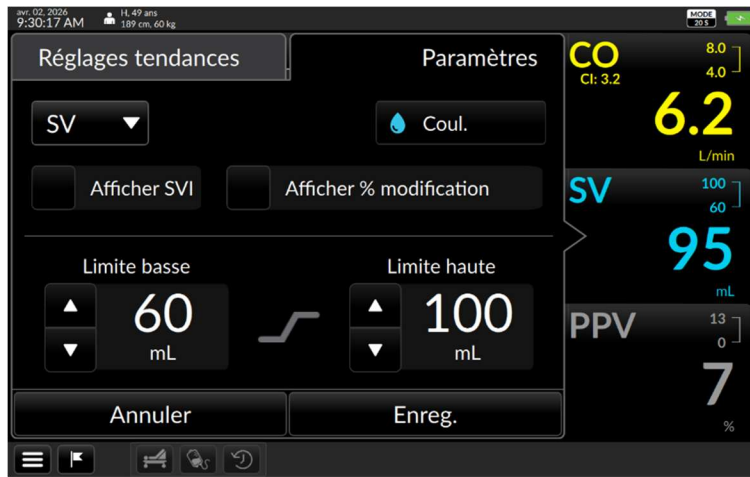 avr. 02, 2026
9:30:17 AM
H, 49 ans
189 cm, 60 kg
MODE
20 S
Réglages tendances
Paramètres
SV
Coul.
Afficher SVI
Afficher % modification
Limite basse
Limite haute
60
mL
100
mL
Annuler
Enreg.
CO
CI: 3.2
8.0
4.0
6.2
L/min
SV
100
60
95
mL
PPV
13
0
7
%